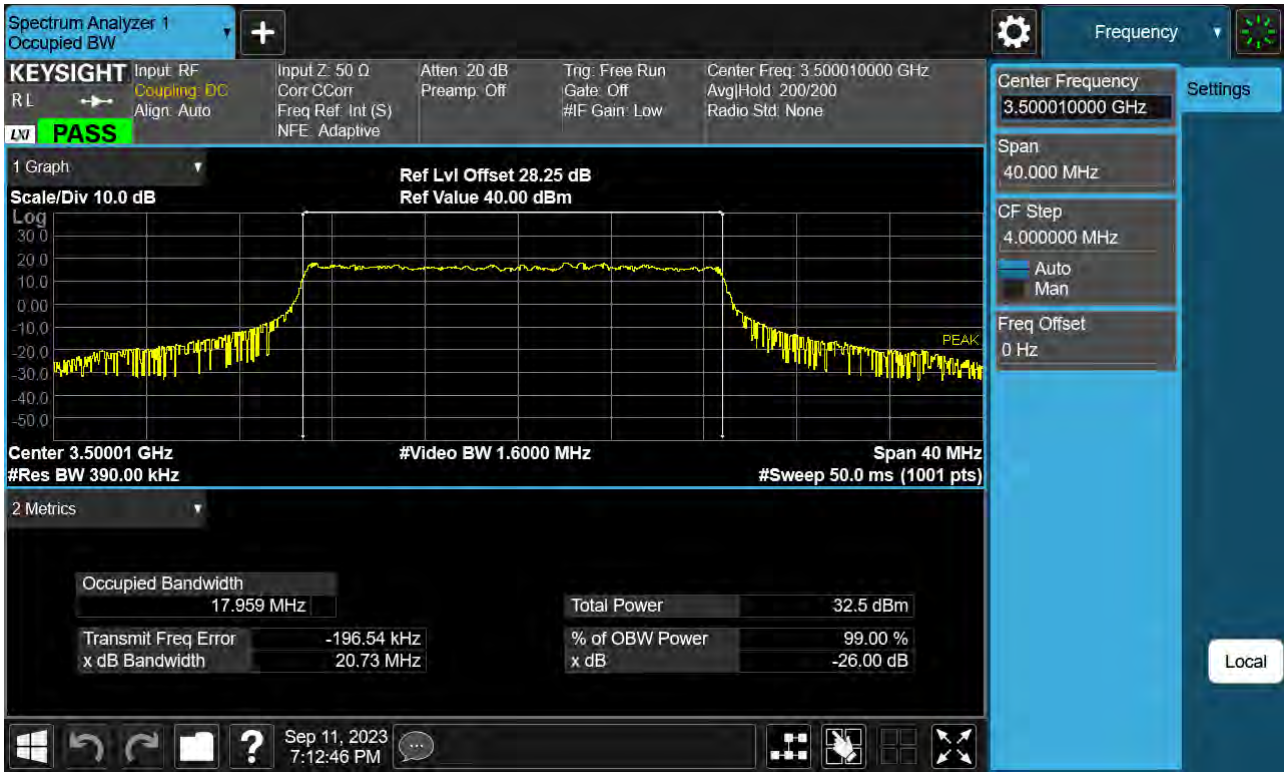 Spectrum Analyzer 1
Occupied BW
+
Frequency
KEYSIGHT
RL
LXI PASS
Input: RF
Coupling: DC
Align: Auto
Input Z: 50 Ω
Corr CCorr
Freq Ref: Int (S)
NFE: Adaptive
Atten: 20 dB
Preamp: Off
Trig: Free Run
Gate: Off
#IF Gain: Low
Center Freq: 3.500010000 GHz
Avg|Hold: 200/200
Radio Std: None
Center Frequency
3.500010000 GHz
Settings
Span
40.000 MHz
CF Step
4.000000 MHz
Auto
Man
Freq Offset
0 Hz
1 Graph
Scale/Div 10.0 dB
Ref Lvl Offset 28.25 dB
Ref Value 40.00 dBm
Log
30.0
20.0
10.0
0.00
-10.0
-20.0
-30.0
-40.0
-50.0
PEAK
Center 3.50001 GHz
#Video BW 1.6000 MHz
Span 40 MHz
#Res BW 390.00 kHz
#Sweep 50.0 ms (1001 pts)
2 Metrics
Occupied Bandwidth
17.959 MHz
Total Power 32.5 dBm
Transmit Freq Error -196.54 kHz
% of OBW Power 99.00 %
x dB Bandwidth 20.73 MHz
x dB -26.00 dB
Local
?
Sep 11, 2023
7:12:46 PM